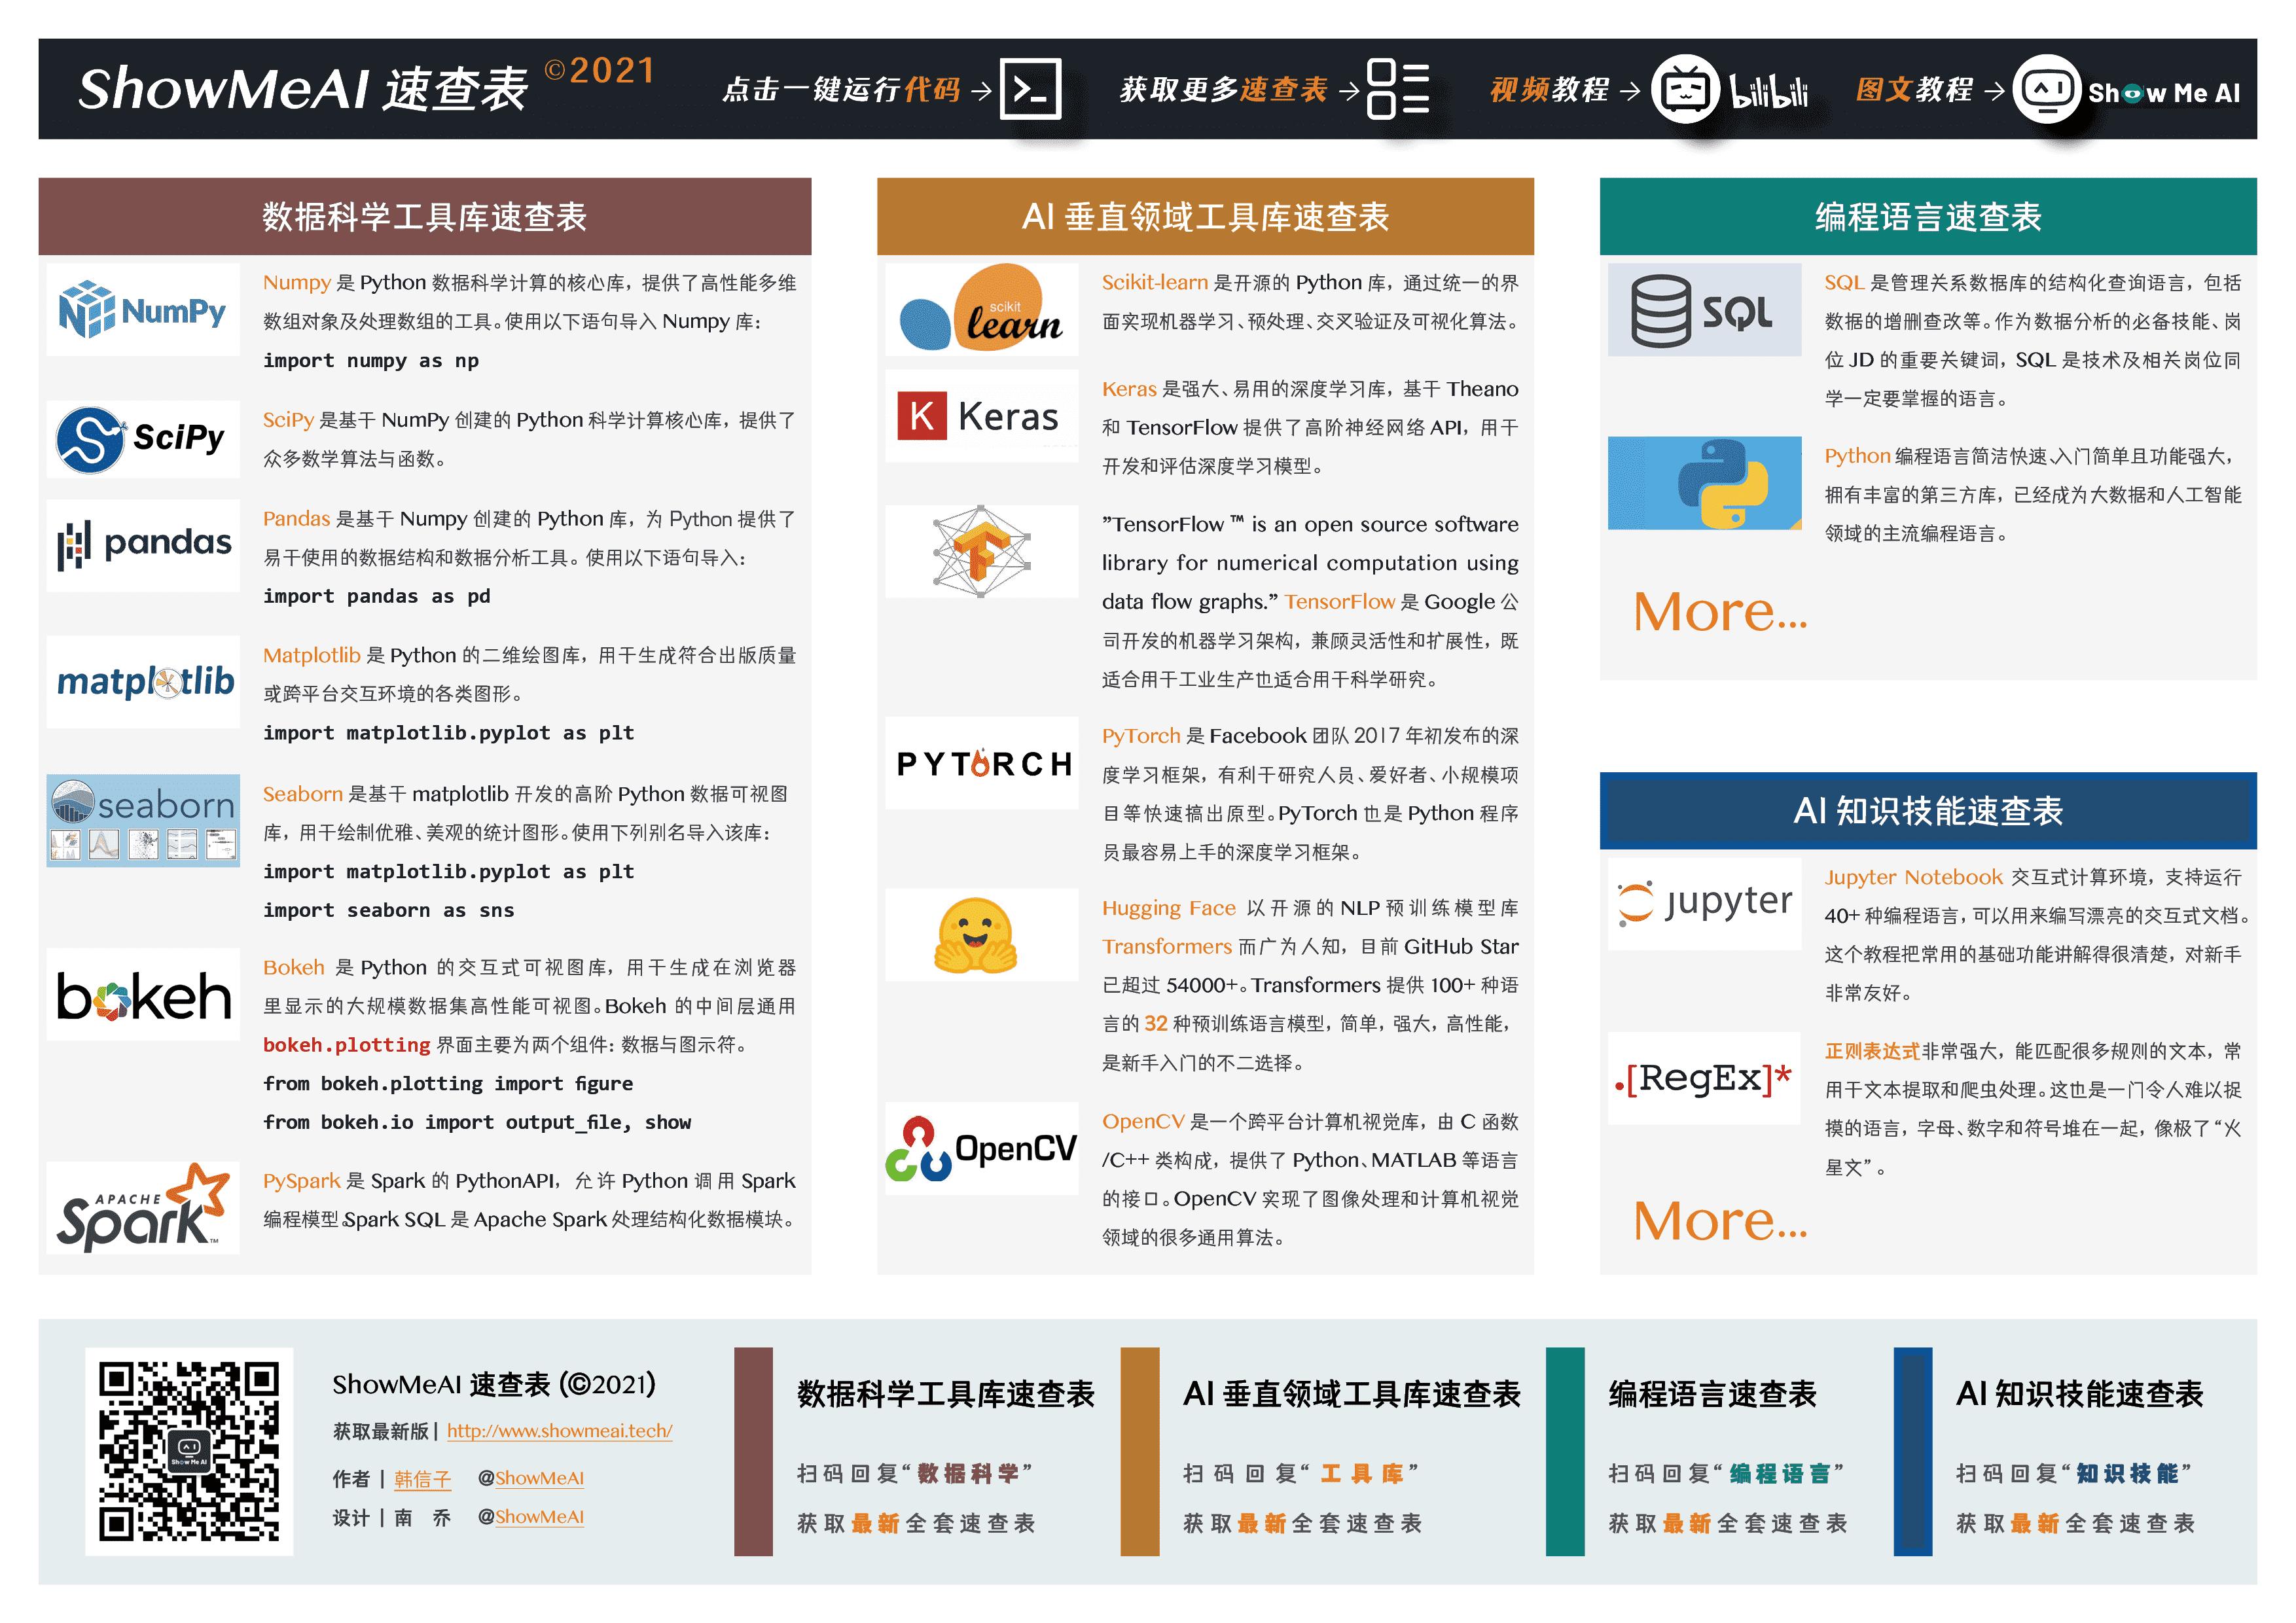 ShowMeAI 速查表 ©2021
点击一键运行代码 →
获取更多速查表 →
视频教程 → bilibili
图文教程 → Show Me AI
数据科学工具库速查表
NumPy
Numpy 是 Python 数据科学计算的核心库，提供了高性能多维
数组对象及处理数组的工具。使用以下语句导入 Numpy 库：
import numpy as np
SciPy
SciPy 是基于 NumPy 创建的 Python 科学计算核心库，提供了
众多数学算法与函数。
pandas
Pandas 是基于 Numpy 创建的 Python 库，为 Python 提供了
易于使用的数据结构和数据分析工具。使用以下语句导入：
import pandas as pd
matplotlib
Matplotlib 是 Python 的二维绘图库，用于生成符合出版质量
或跨平台交互环境的各类图形。
import matplotlib.pyplot as plt
seaborn
Seaborn 是基于 matplotlib 开发的高阶 Python 数据可视图
库，用于绘制优雅、美观的统计图形。使用下列别名导入该库：
import matplotlib.pyplot as plt
import seaborn as sns
bokeh
Bokeh 是 Python 的交互式可视图库，用于生成在浏览器
里显示的大规模数据集高性能可视图。Bokeh 的中间层通用
bokeh.plotting 界面主要为两个组件：数据与图示符。
from bokeh.plotting import figure
from bokeh.io import output_file, show
APACHE
Spark™
PySpark 是 Spark 的 PythonAPI，允许 Python 调用 Spark
编程模型。Spark SQL 是 Apache Spark 处理结构化数据模块。
AI 垂直领域工具库速查表
scikit
learn
Scikit-learn 是开源的 Python 库，通过统一的界
面实现机器学习、预处理、交叉验证及可视化算法。
K Keras
Keras 是强大、易用的深度学习库，基于 Theano
和 TensorFlow 提供了高阶神经网络 API，用于
开发和评估深度学习模型。
”TensorFlow ™ is an open source software
library for numerical computation using
data flow graphs.” TensorFlow 是 Google 公
司开发的机器学习架构，兼顾灵活性和扩展性，既
适合用于工业生产也适合用于科学研究。
PYTORCH
PyTorch 是 Facebook 团队 2017 年初发布的深
度学习框架，有利于研究人员、爱好者、小规模项
目等快速搞出原型。PyTorch 也是 Python 程序
员最容易上手的深度学习框架。
Hugging Face 以开源的 NLP 预训练模型库
Transformers 而广为人知，目前 GitHub Star
已超过 54000+。Transformers 提供 100+ 种语
言的 32 种预训练语言模型，简单，强大，高性能，
是新手入门的不二选择。
OpenCV
OpenCV 是一个跨平台计算机视觉库，由 C 函数
/C++ 类构成，提供了 Python、MATLAB 等语言
的接口。OpenCV 实现了图像处理和计算机视觉
领域的很多通用算法。
编程语言速查表
SQL
SQL 是管理关系数据库的结构化查询语言，包括
数据的增删查改等。作为数据分析的必备技能、岗
位 JD 的重要关键词，SQL 是技术及相关岗位同
学一定要掌握的语言。
Python 编程语言简洁快速、入门简单且功能强大，
拥有丰富的第三方库，已经成为大数据和人工智能
领域的主流编程语言。
More...
AI 知识技能速查表
jupyter
Jupyter Notebook 交互式计算环境，支持运行
40+ 种编程语言，可以用来编写漂亮的交互式文档。
这个教程把常用的基础功能讲解得很清楚，对新手
非常友好。
.[RegEx]*
正则表达式非常强大，能匹配很多规则的文本，常
用于文本提取和爬虫处理。这也是一门令人难以捉
摸的语言，字母、数字和符号堆在一起，像极了“火
星文”。
More...
Show Me AI
ShowMeAI 速查表 (©2021)
获取最新版 | http://www.showmeai.tech/
作者 | 韩信子 @ShowMeAI
设计 | 南 乔 @ShowMeAI
数据科学工具库速查表
扫码回复“数据科学”
获取最新全套速查表
AI 垂直领域工具库速查表
扫码回复“工具库”
获取最新全套速查表
编程语言速查表
扫码回复“编程语言”
获取最新全套速查表
AI 知识技能速查表
扫码回复“知识技能”
获取最新全套速查表